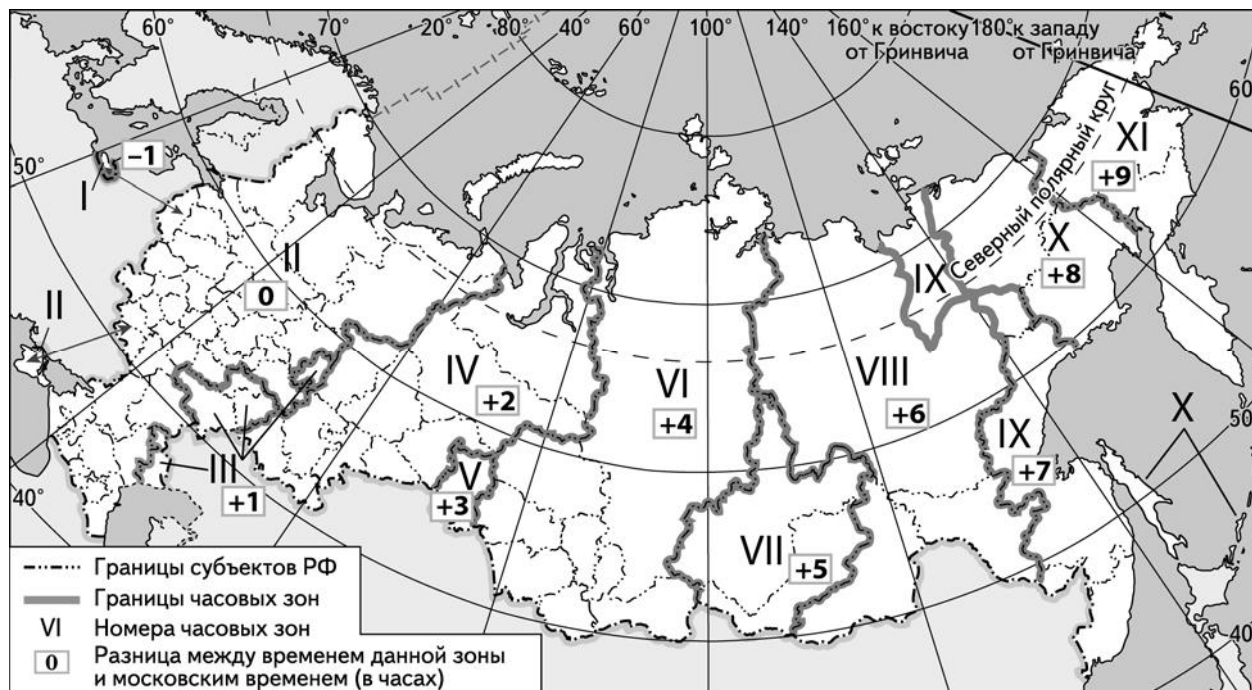 60°
70°
20°
40°
60°
80°
100°
120°
140°
160°
к востоку
от Гринвича
180°
к западу
от Гринвича
60°
50°
–1
I
II
0
II
III
+1
IV
+2
V
+3
VI
+4
VII
+5
VIII
+6
IX
IX
+7
X
+8
XI
+9
X
Северный полярный круг
50°
40°
40°
Границы субъектов РФ
Границы часовых зон
VI Номера часовых зон
0 Разница между временем данной зоны
и московским временем (в часах)